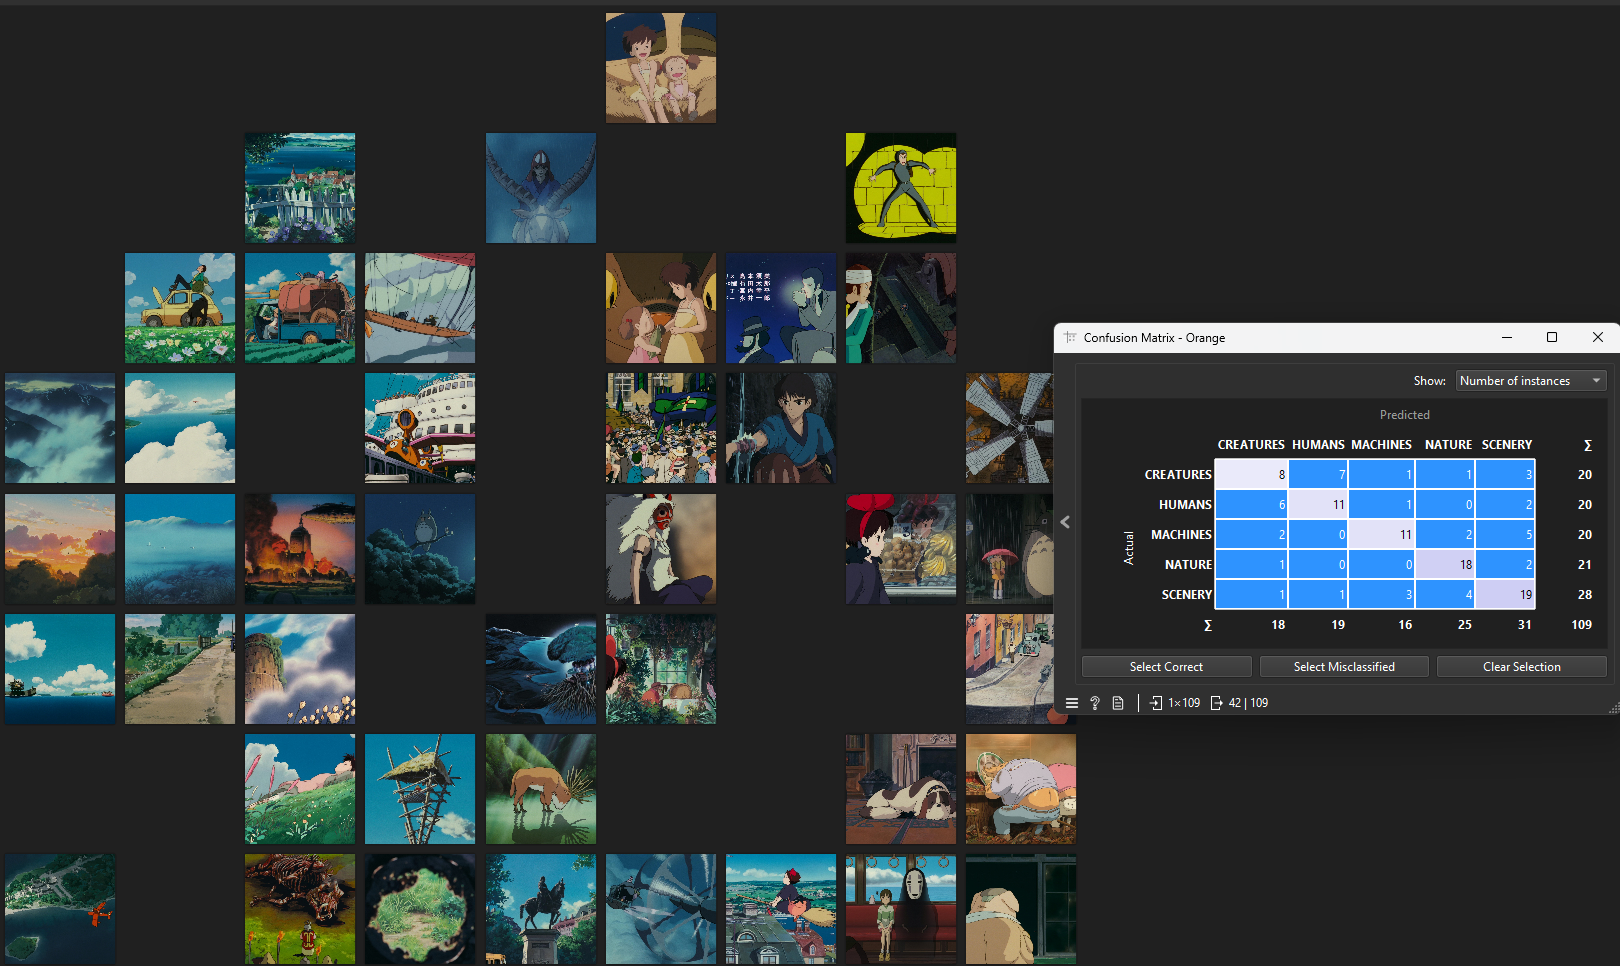 Confusion Matrix - Orange
Show: Number of instances
Predicted
CREATURES HUMANS MACHINES NATURE SCENERY Σ
CREATURES 8 7 1 1 3 20
HUMANS 6 11 1 0 2 20
MACHINES 2 0 11 2 5 20
NATURE 1 0 0 18 2 21
SCENERY 1 1 3 4 19 28
Σ 18 19 16 25 31 109
Actual
Select Correct Select Misclassified Clear Selection
? 1×109 42 | 109